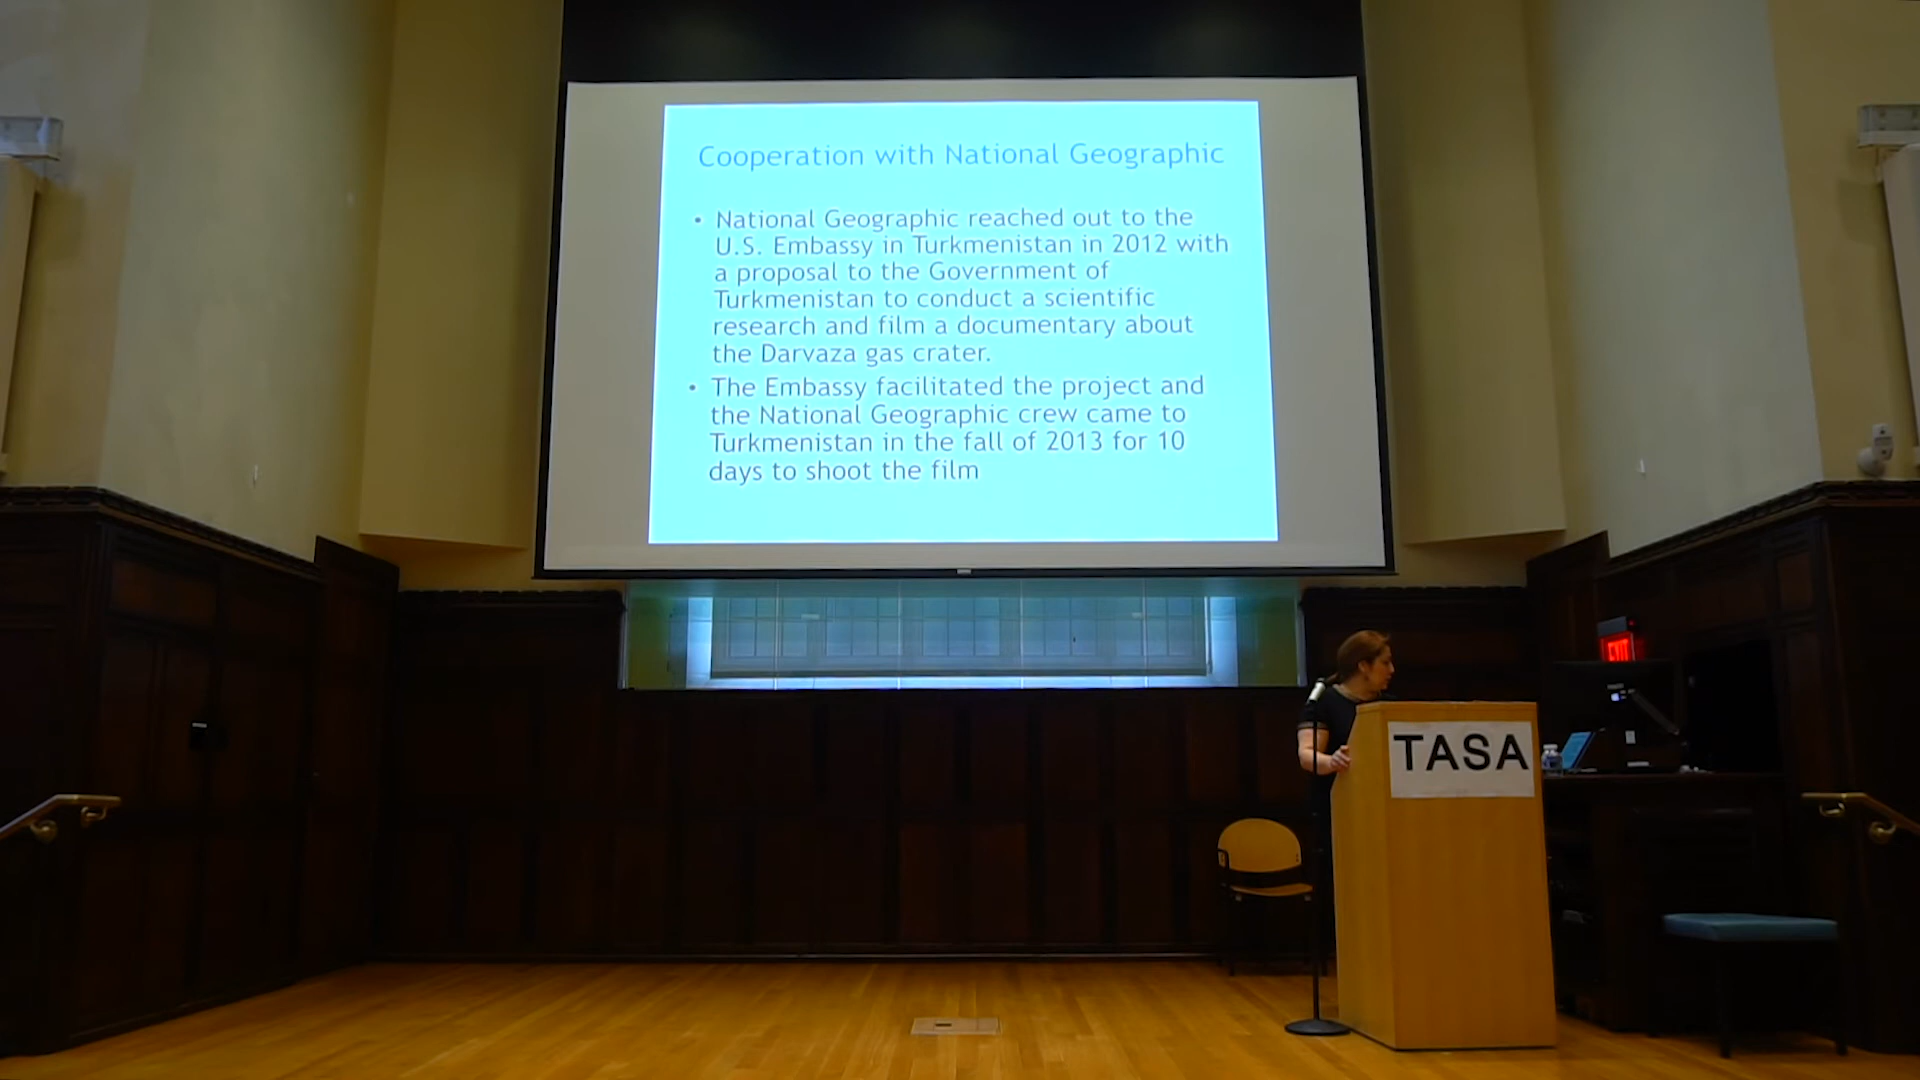 Cooperation with National Geographic
• National Geographic reached out to the
U.S. Embassy in Turkmenistan in 2012 with
a proposal to the Government of
Turkmenistan to conduct a scientific
research and film a documentary about
the Darvaza gas crater.
• The Embassy facilitated the project and
the National Geographic crew came to
Turkmenistan in the fall of 2013 for 10
days to shoot the film
EXIT
TASA